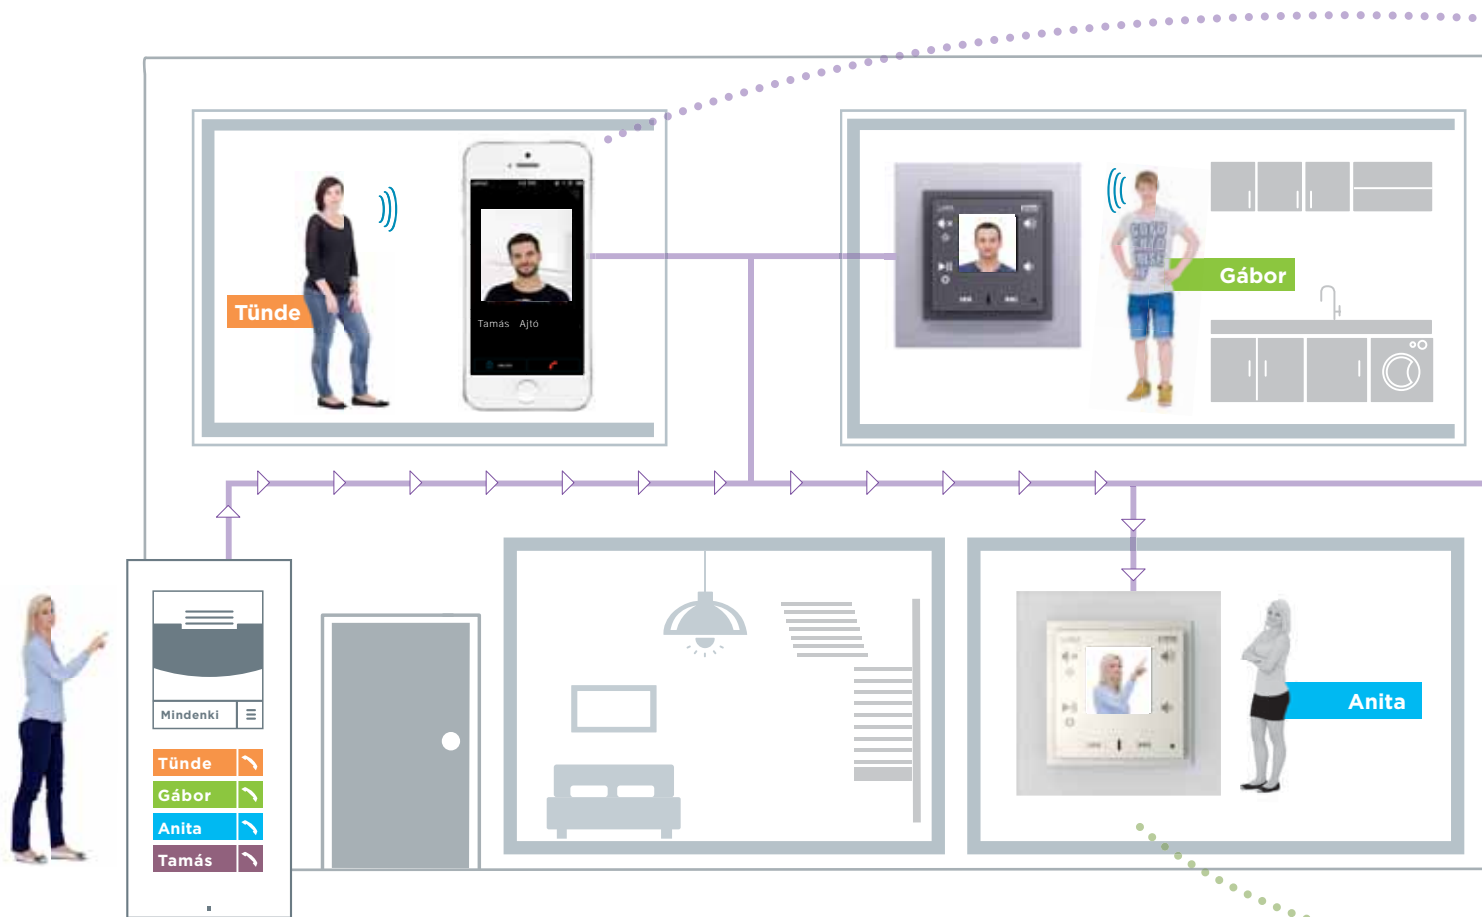 Tünde
Tamás Ajtó
Gábor
Mindenki
Tünde
Gábor
Anita
Tamás
Anita